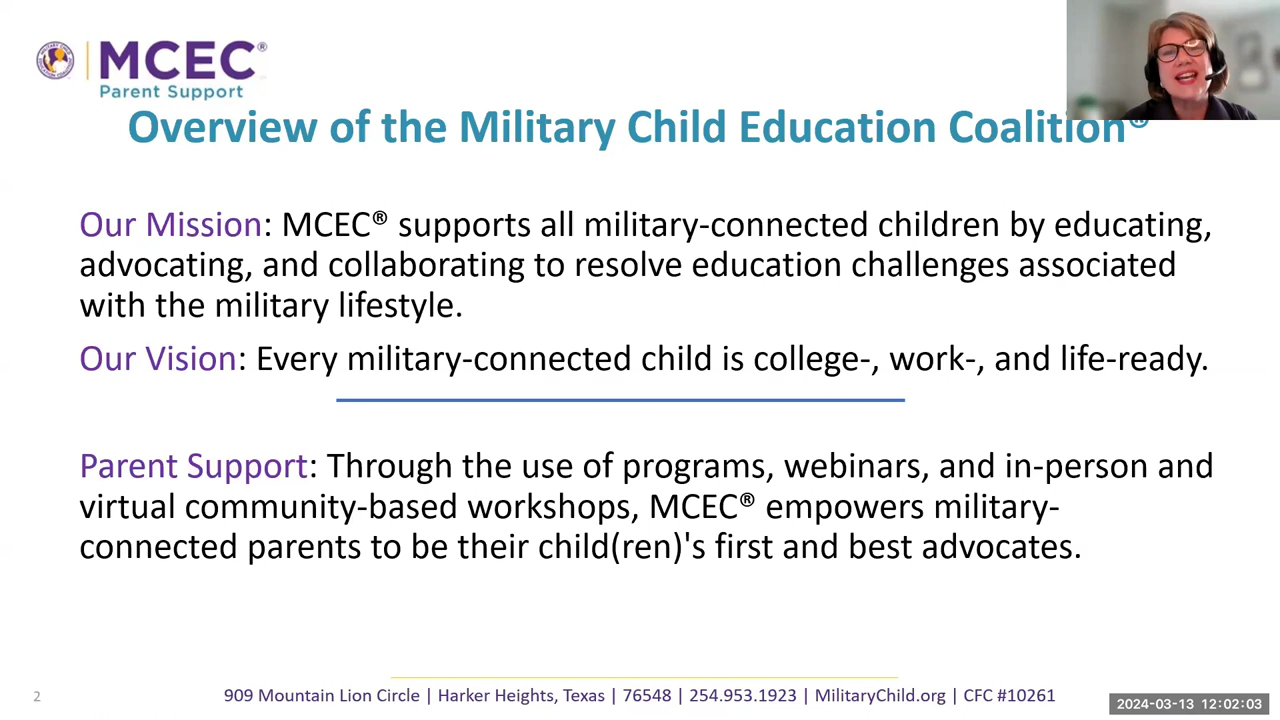 MCEC®
Parent Support
Overview of the Military Child Education Coalition®
Our Mission: MCEC® supports all military-connected children by educating,
advocating, and collaborating to resolve education challenges associated
with the military lifestyle.
Our Vision: Every military-connected child is college-, work-, and life-ready.
Parent Support: Through the use of programs, webinars, and in-person and
virtual community-based workshops, MCEC® empowers military-
connected parents to be their child(ren)'s first and best advocates.
2
909 Mountain Lion Circle | Harker Heights, Texas | 76548 | 254.953.1923 | MilitaryChild.org | CFC #10261
2024-03-13 12:02:03